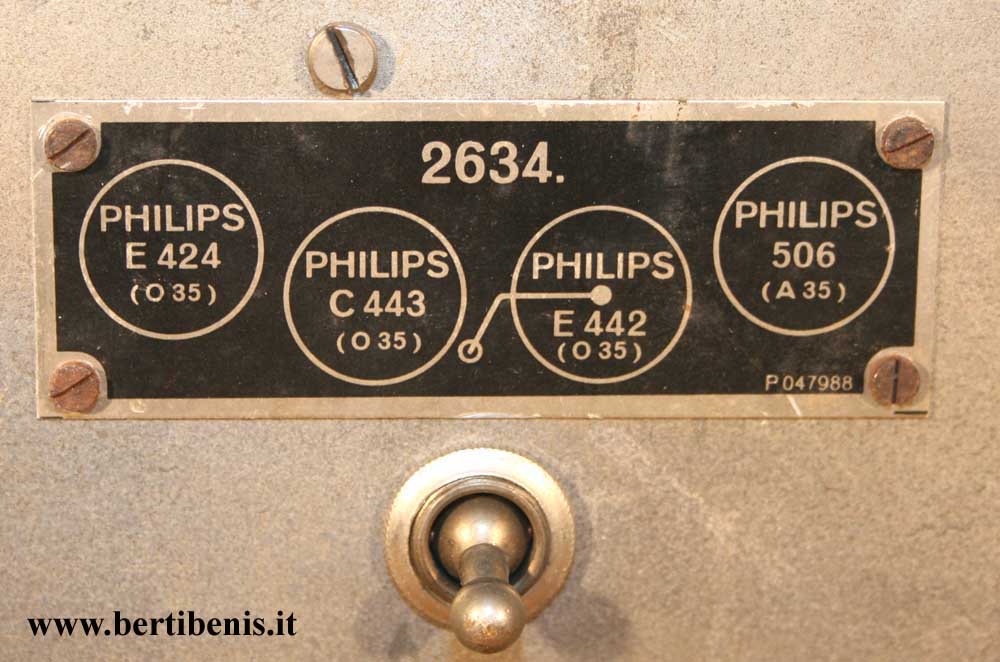 2634.
PHILIPS
E 424
(O 35)
PHILIPS
C 443
(O 35)
PHILIPS
E 442
(O 35)
PHILIPS
506
(A 35)
P 047988
www.bertibenis.it